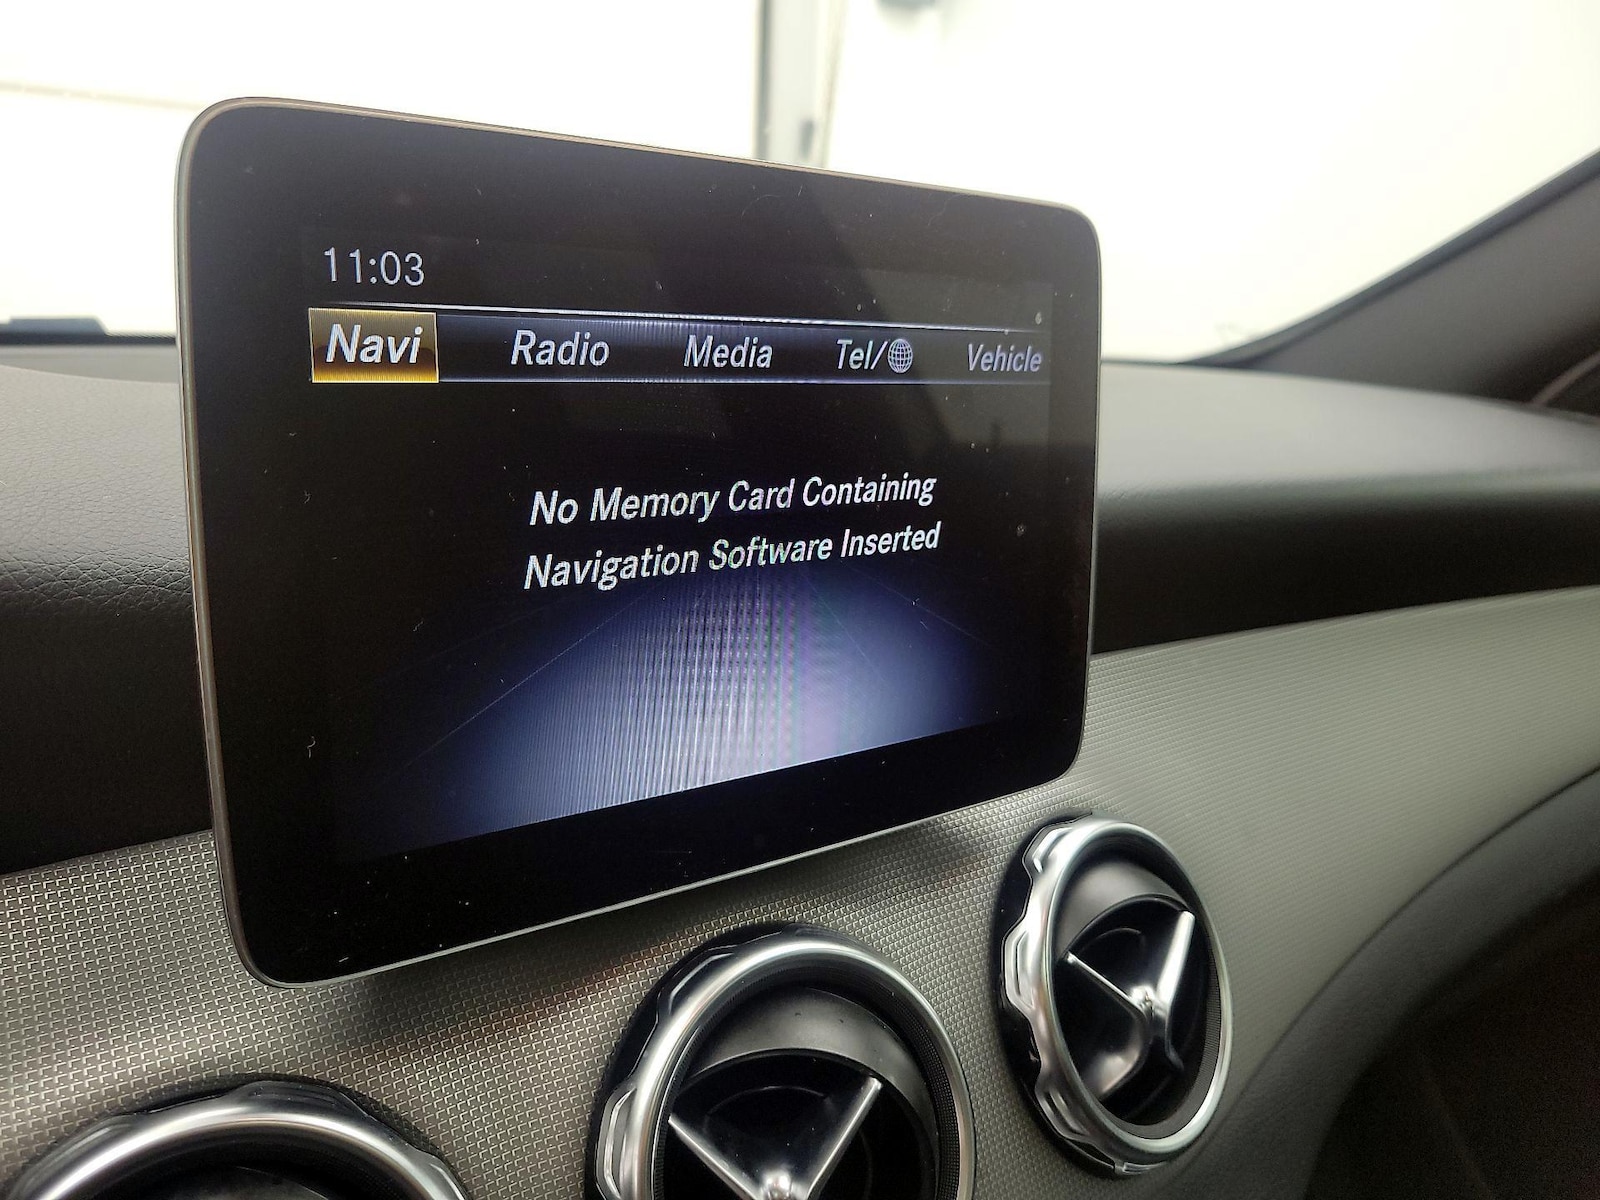 11:03
Navi Radio Media Tel/ Vehicle
No Memory Card Containing
Navigation Software Inserted